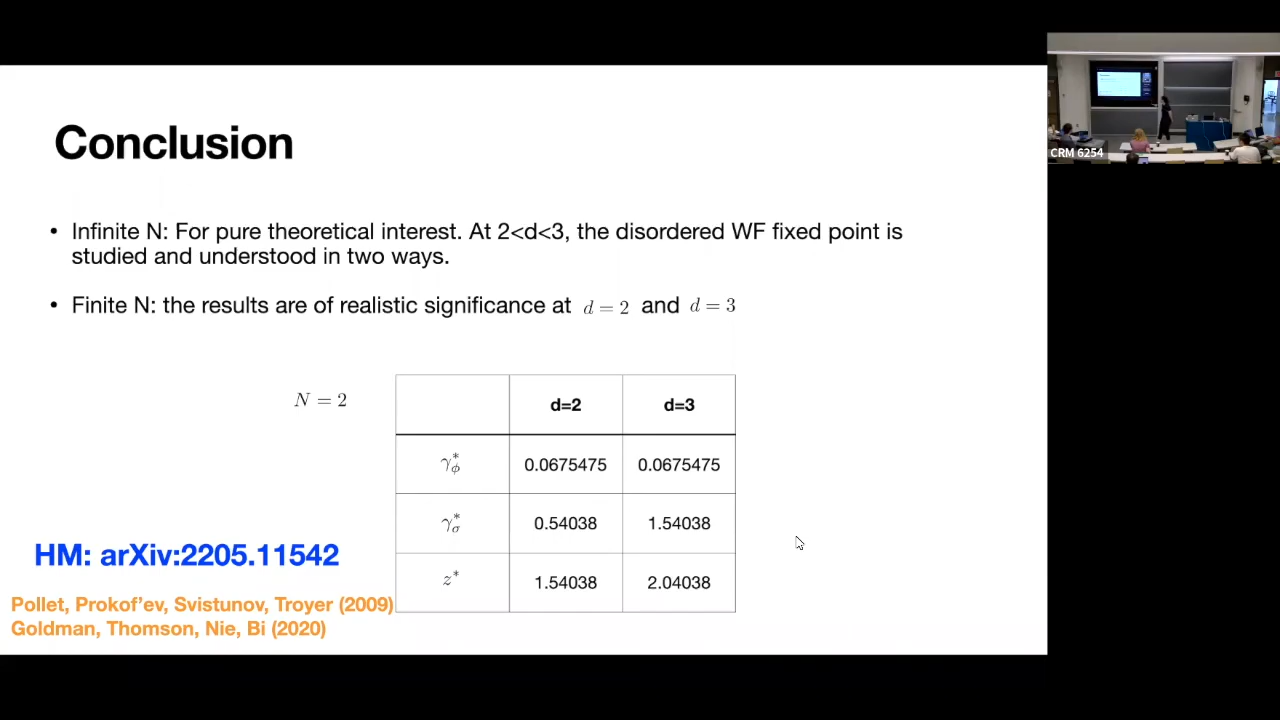 Conclusion
• Infinite N: For pure theoretical interest. At 2<d<3, the disordered WF fixed point is
studied and understood in two ways.
• Finite N: the results are of realistic significance at d = 2 and d = 3
N = 2
d=2 d=3
γ*_ϕ 0.0675475 0.0675475
γ*_σ 0.54038 1.54038
z* 1.54038 2.04038
HM: arXiv:2205.11542
Pollet, Prokof’ev, Svistunov, Troyer (2009)
Goldman, Thomson, Nie, Bi (2020)
CRM 6254